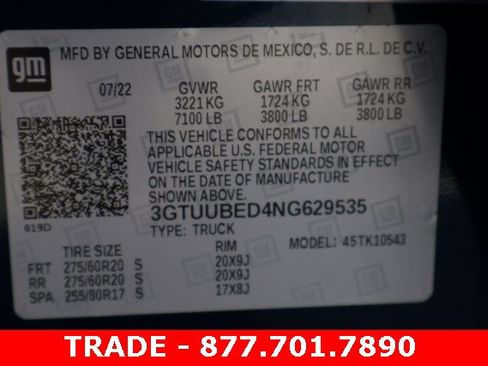 gm
MFD BY GENERAL MOTORS DE MEXICO, S. DE R.L. DE C.V.
07/22 GVWR GAWR FRT GAWR RR
3221 KG 1724 KG 1724 KG
7100 LB 3800 LB 3800 LB
THIS VEHICLE CONFORMS TO ALL
APPLICABLE U.S. FEDERAL MOTOR
VEHICLE SAFETY STANDARDS IN EFFECT
ON THE DATE OF MANUFACTURE SHOWN
ABOVE.
3GTUUBED4NG629535
819D TYPE: TRUCK MODEL: 45TK10543
TIRE SIZE RIM
FRT 275/60R20 S 20X9J
RR 275/60R20 S 20X9J
SPA 255/80R17 S 17X8J
TRADE - 877.701.7890